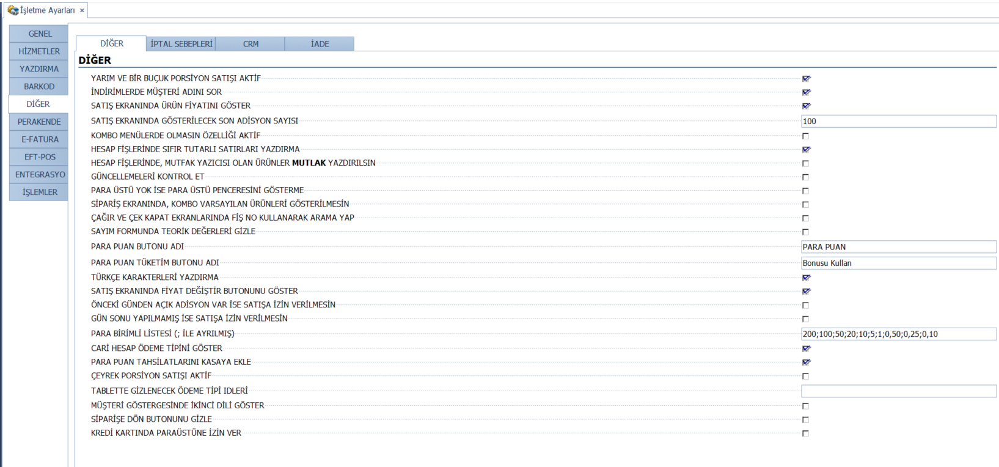 İşletme Ayarları ×
GENEL
HİZMETLER
YAZDIRMA
BARKOD
DİĞER
PERAKENDE
E-FATURA
EFT-POS
ENTEGRASYO
İŞLEMLER
DİĞER İPTAL SEBEPLERİ CRM İADE
DİĞER
YARIM VE BİR BUÇUK PORSİYON SATIŞI AKTİF
İNDİRİMLERDE MÜŞTERİ ADINI SOR
SATIŞ EKRANINDA ÜRÜN FİYATINI GÖSTER
SATIŞ EKRANINDA GÖSTERİLECEK SON ADİSYON SAYISI 100
KOMBO MENÜLERDE OLMASIN ÖZELLİĞİ AKTİF
HESAP FİŞLERİNDE SIFIR TUTARLI SATIRLARI YAZDIRMA
HESAP FİŞLERİNDE, MUTFAK YAZICISI OLAN ÜRÜNLER MUTLAK YAZDIRILSIN
GÜNCELLEMELERİ KONTROL ET
PARA ÜSTÜ YOK İSE PARA ÜSTÜ PENCERESİNİ GÖSTERME
SİPARİŞ EKRANINDA, KOMBO VARSAYILAN ÜRÜNLERİ GÖSTERİLMESİN
ÇAĞIR VE ÇEK KAPAT EKRANLARINDA FİŞ NO KULLANARAK ARAMA YAP
SAYIM FORMUNDA TEORİK DEĞERLERİ GİZLE
PARA PUAN BUTONU ADI PARA PUAN
PARA PUAN TÜKETİM BUTONU ADI Bonusu Kullan
TÜRKÇE KARAKTERLERİ YAZDIRMA
SATIŞ EKRANINDA FİYAT DEĞİŞTİR BUTONUNU GÖSTER
ÖNCEKİ GÜNDEN AÇIK ADİSYON VAR İSE SATIŞA İZİN VERİLMESİN
GÜN SONU YAPILMAMIŞ İSE SATIŞA İZİN VERİLMESİN
PARA BİRİMLİ LİSTESİ (; İLE AYRILMIŞ) 200;100;50;20;10;5;1;0,50;0,25;0,10
CARİ HESAP ÖDEME TİPİNİ GÖSTER
PARA PUAN TAHSİLATLARINI KASAYA EKLE
ÇEYREK PORSİYON SATIŞI AKTİF
TABLETTE GİZLENECEK ÖDEME TİPİ IDLERİ
MÜŞTERİ GÖSTERGESİNDE İKİNCİ DİLİ GÖSTER
SİPARİŞE DÖN BUTONUNU GİZLE
KREDİ KARTINDA PARAÜSTÜNE İZİN VER